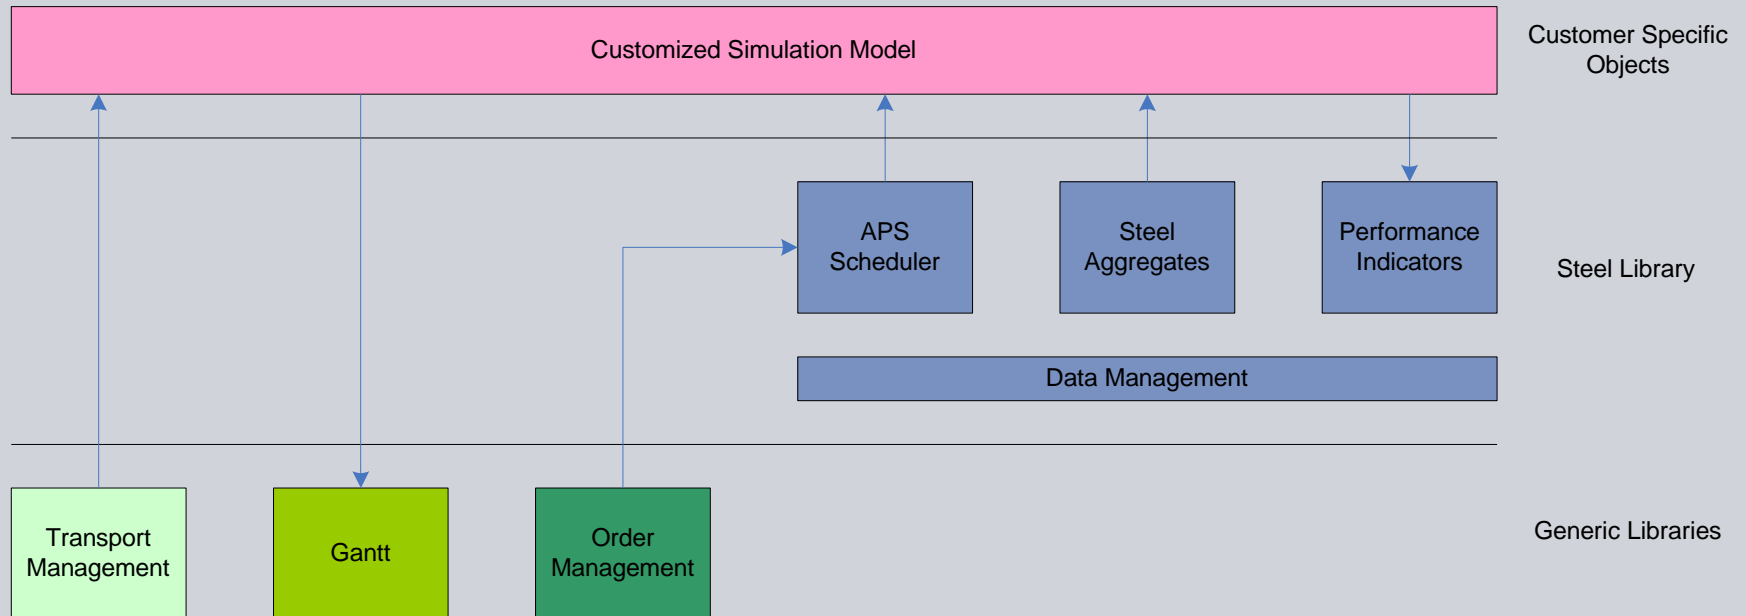 Customized Simulation Model
Customer Specific
Objects
APS
Scheduler
Steel
Aggregates
Performance
Indicators
Steel Library
Data Management
Transport
Management
Gantt
Order
Management
Generic Libraries